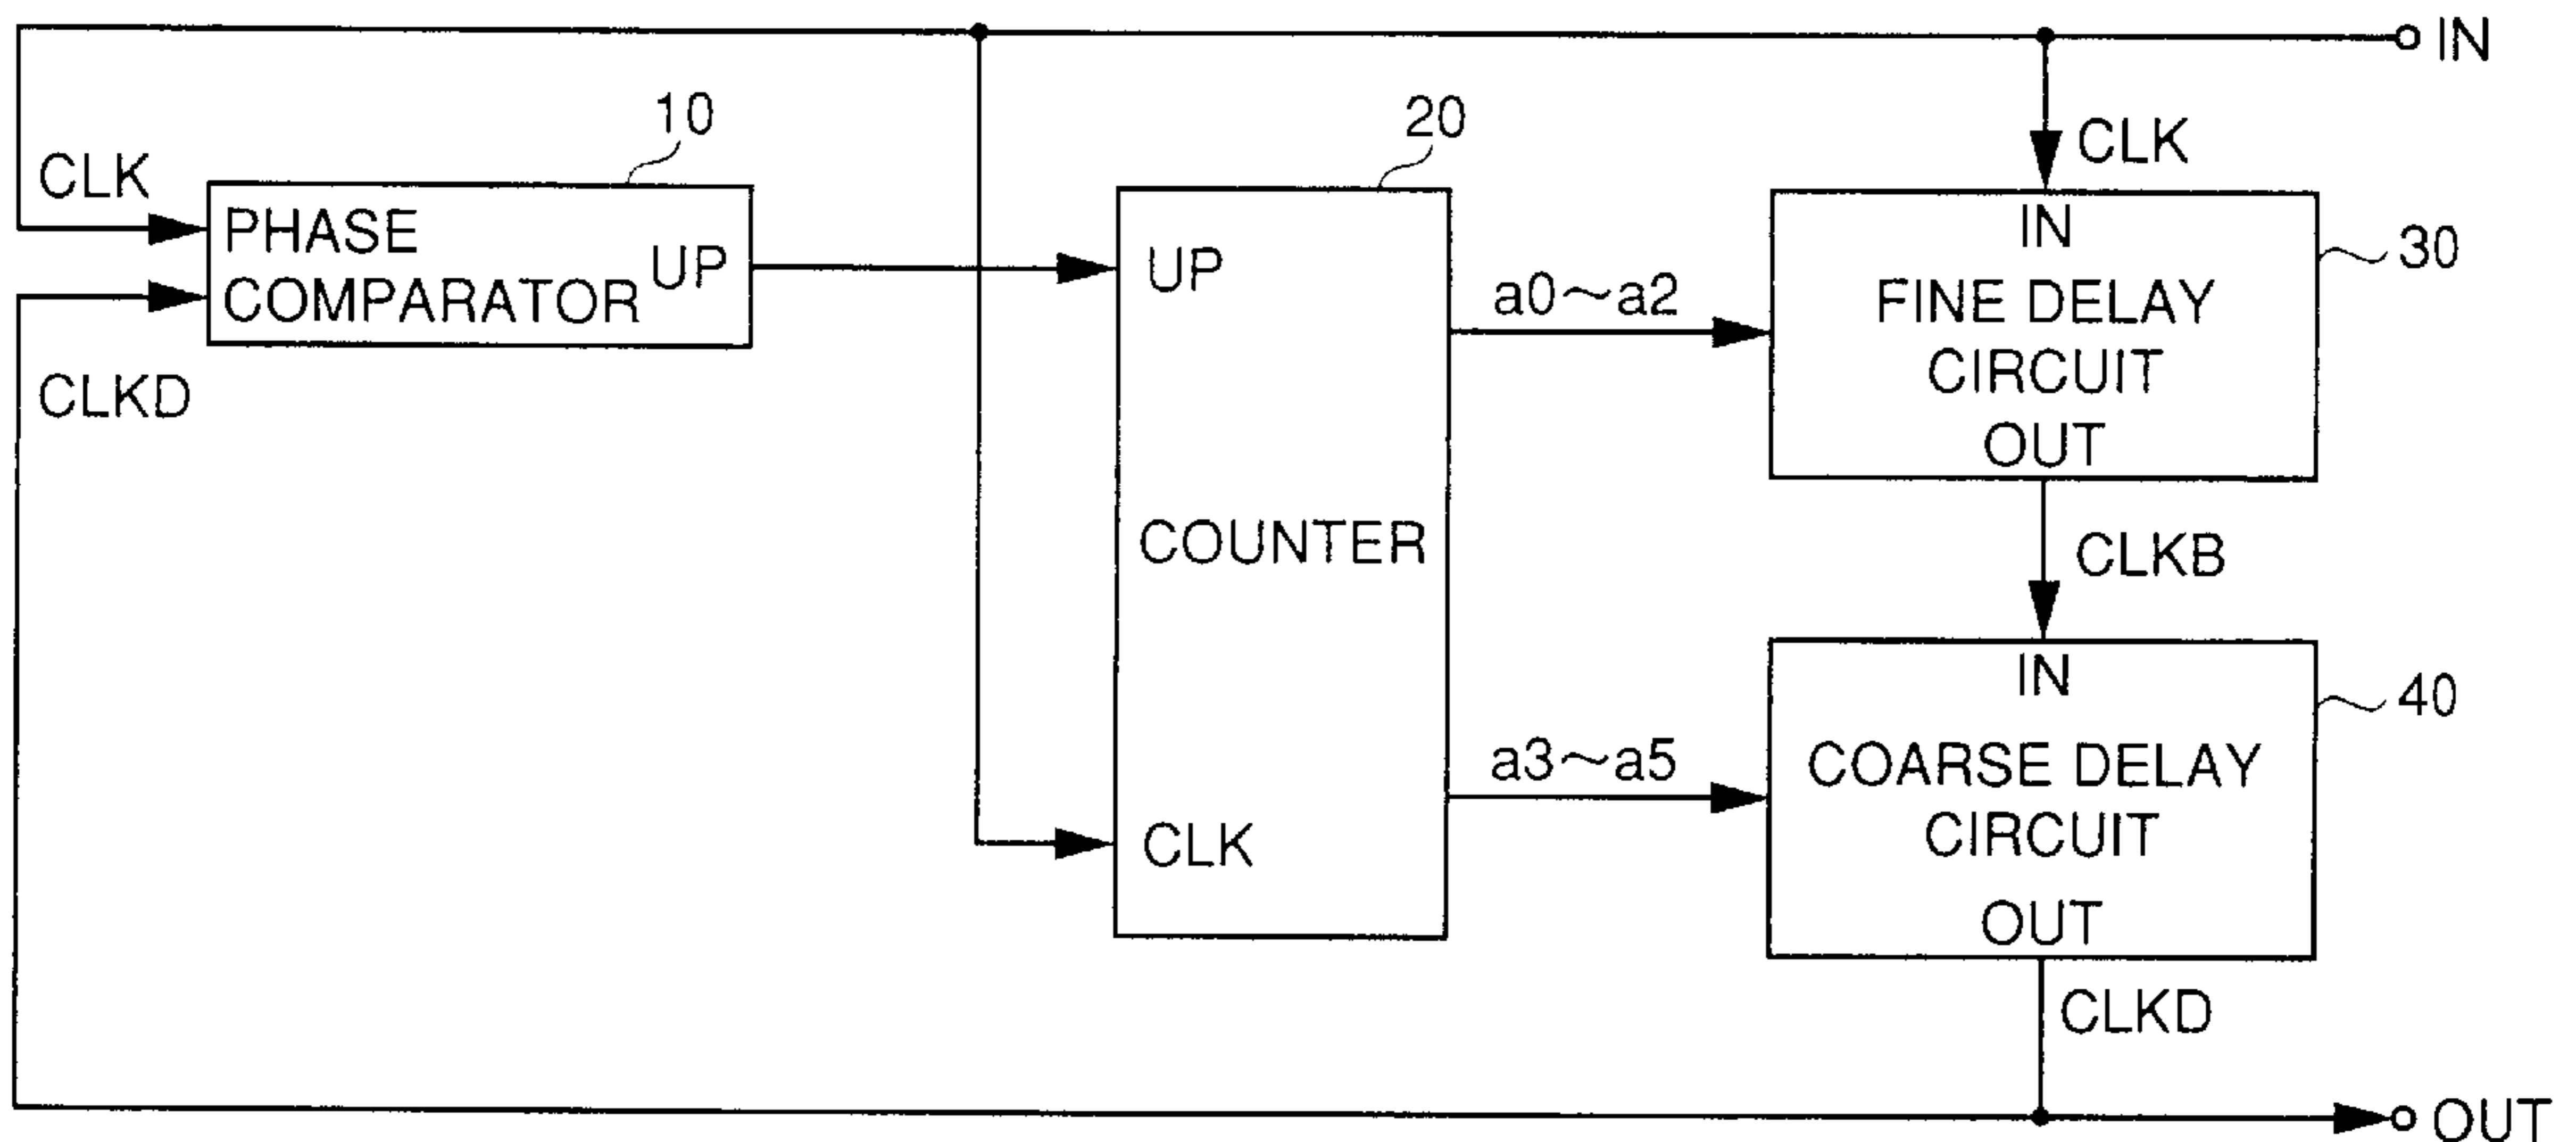 IN
10
20
CLK
CLK
PHASE
COMPARATOR
UP
UP
IN
30
a0~a2
FINE DELAY
CIRCUIT
OUT
CLKD
COUNTER
CLKB
IN
40
a3~a5
COARSE DELAY
CIRCUIT
CLK
OUT
CLKD
OUT